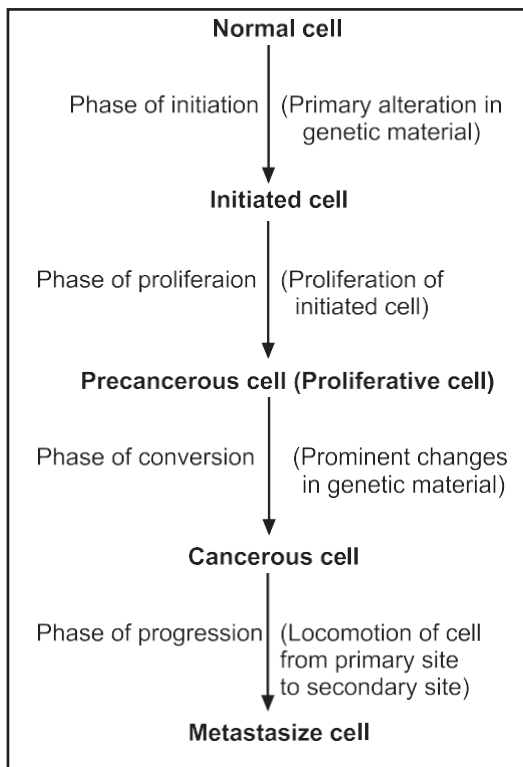 Normal cell
Phase of initiation (Primary alteration in
genetic material)
Initiated cell
Phase of proliferaion (Proliferation of
initiated cell)
Precancerous cell (Proliferative cell)
Phase of conversion (Prominent changes
in genetic material)
Cancerous cell
Phase of progression (Locomotion of cell
from primary site
to secondary site)
Metastasize cell